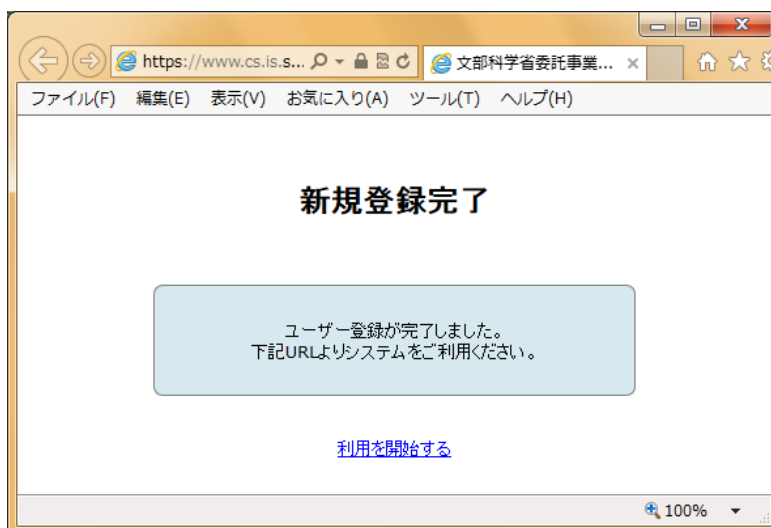 https://www.cs.is.s...
文部科学省委託事業...
ファイル(F) 編集(E) 表示(V) お気に入り(A) ツール(T) ヘルプ(H)
新規登録完了
ユーザー登録が完了しました。
下記URLよりシステムをご利用ください。
利用を開始する
100%